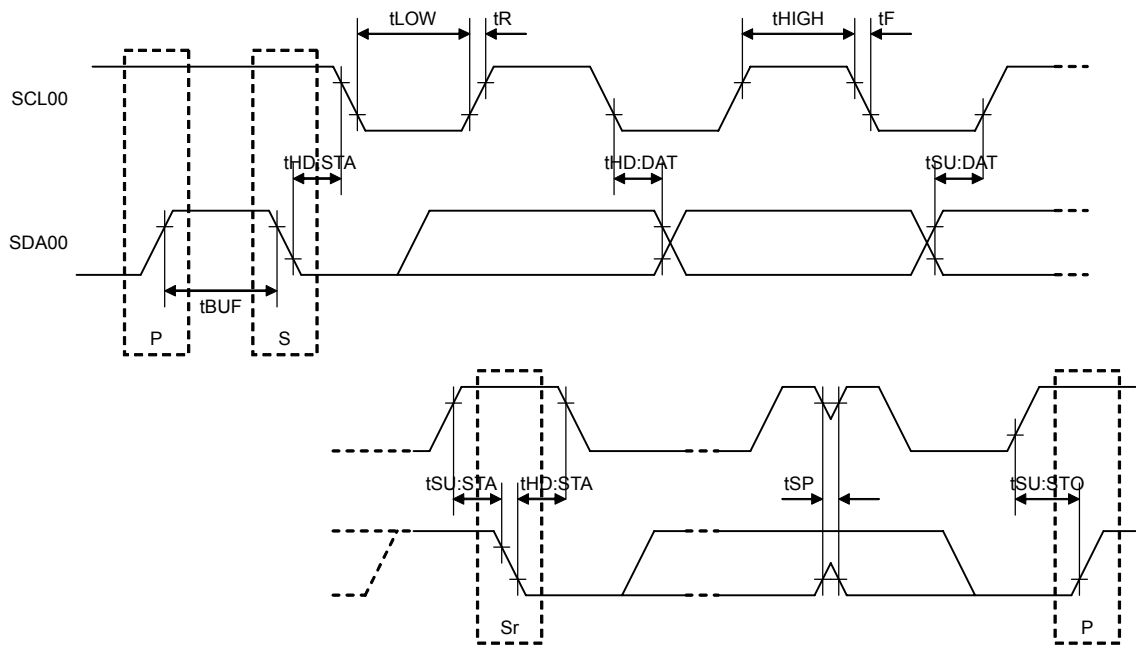 tLOW
tR
tHIGH
tF
SCL00
tHD:STA
tHD:DAT
tSU:DAT
SDA00
tBUF
P
S
tSU:STA
tHD:STA
tSP
tSU:STO
Sr
P